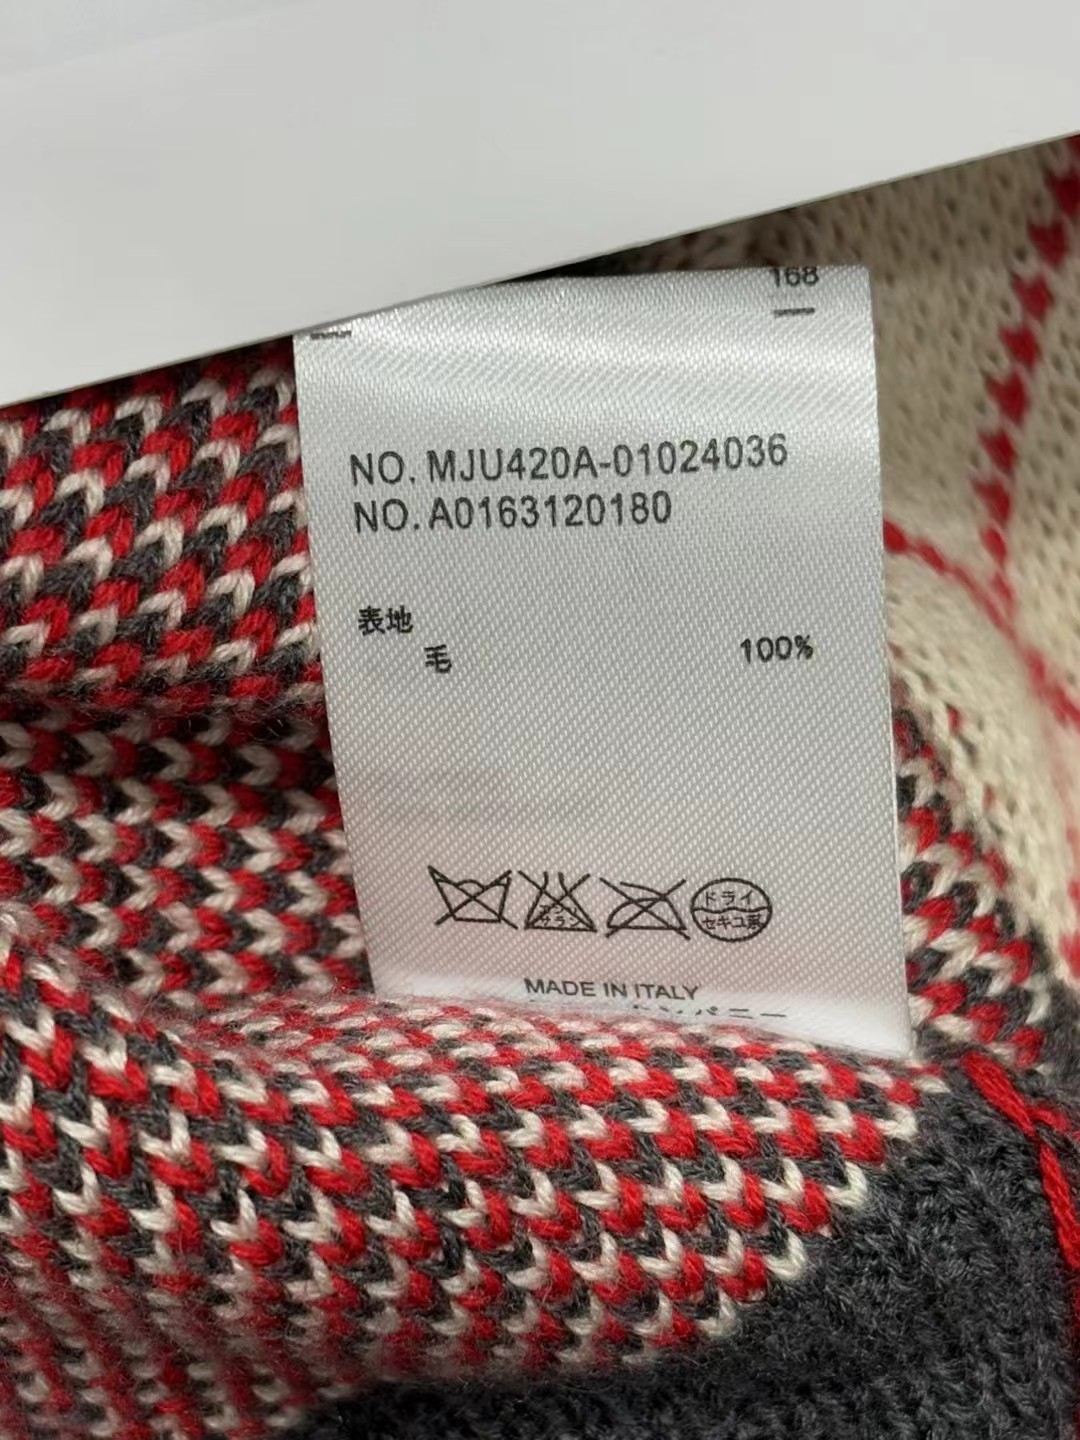 168
NO. MJU420A-01024036
NO. A0163120180
表地
毛 100%
ドライ
セキユ系
MADE IN ITALY